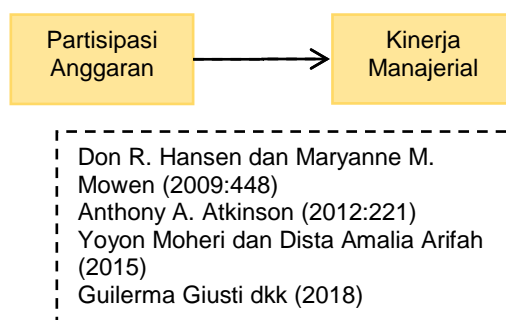 Partisipasi
Anggaran
Kinerja
Manajerial
Don R. Hansen dan Maryanne M.
Mowen (2009:448)
Anthony A. Atkinson (2012:221)
Yoyon Moheri dan Dista Amalia Arifah
(2015)
Guilerma Giusti dkk (2018)